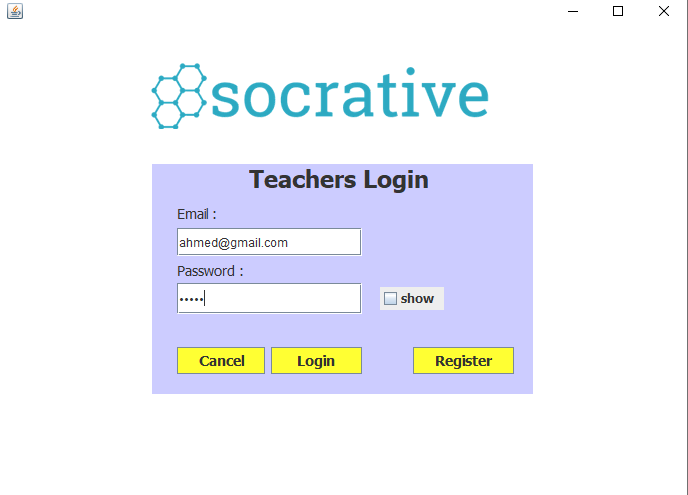 socrative
Teachers Login
Email :
ahmed@gmail.com
Password :
•••••
show
Cancel Login Register